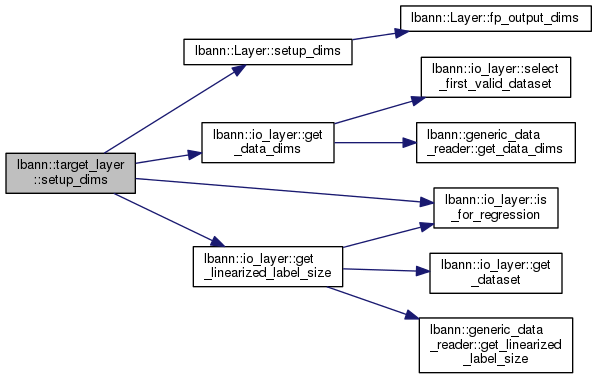 lbann::Layer::fp_output_dims
lbann::Layer::setup_dims
lbann::io_layer::select
_first_valid_dataset
lbann::io_layer::get
_data_dims
lbann::generic_data
_reader::get_data_dims
lbann::target_layer
::setup_dims
lbann::io_layer::is
_for_regression
lbann::io_layer::get
_linearized_label_size
lbann::io_layer::get
_dataset
lbann::generic_data
_reader::get_linearized
_label_size